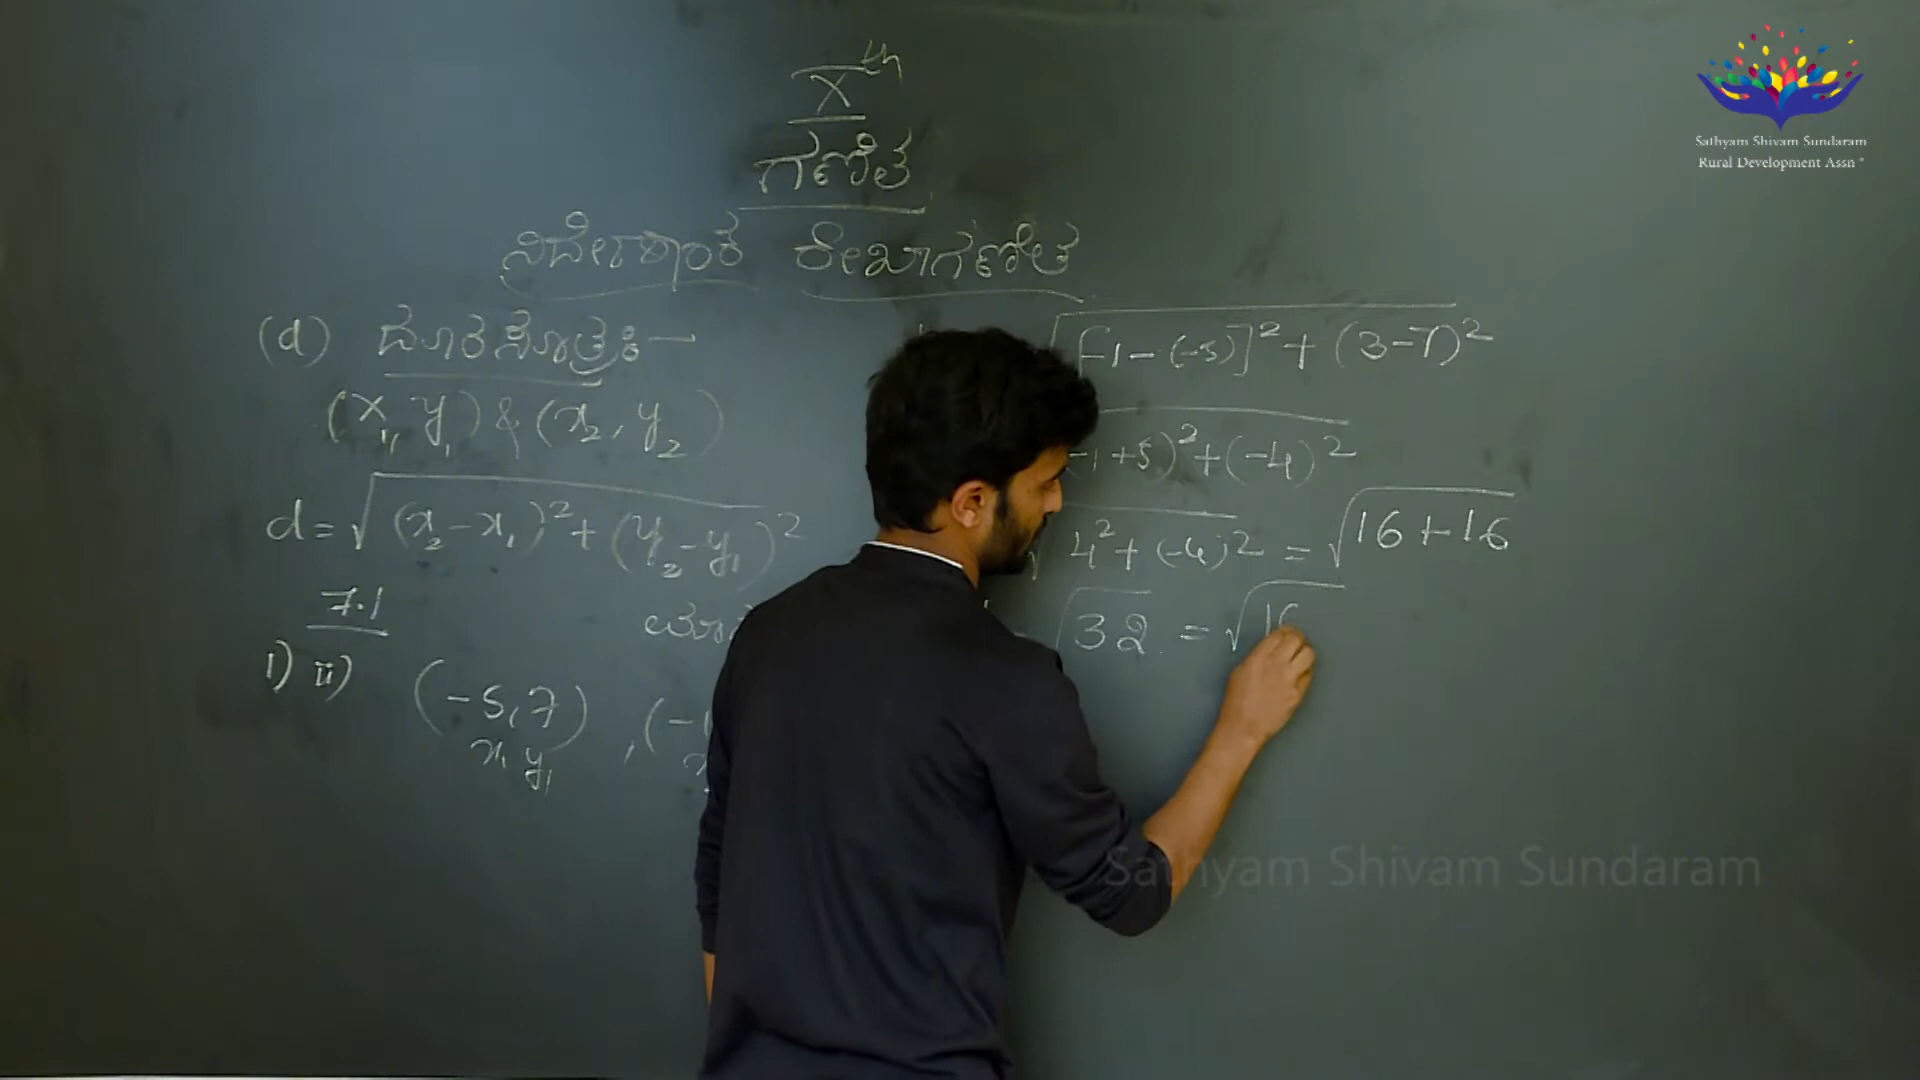 Xth
ಗಣಿತ
ನಿರ್ದೇಶಾಂಕ ರೇಖಾಗಣಿತ
(d) ದೂರ ಸೂತ್ರ :-
(x₁, y₁) & (x₂, y₂)
d = √(x₂-x₁)²+(y₂-y₁)²
7.1
1) ii) (-5,7) , (-1
x₁ y₁
√[-1-(-5)]²+(3-7)²
-1+5)²+(-4)²
√4²+(-4)² = √16+16
√32 = √16
Sathyam Shivam Sundaram
Rural Development Assn ®
Sathyam Shivam Sundaram